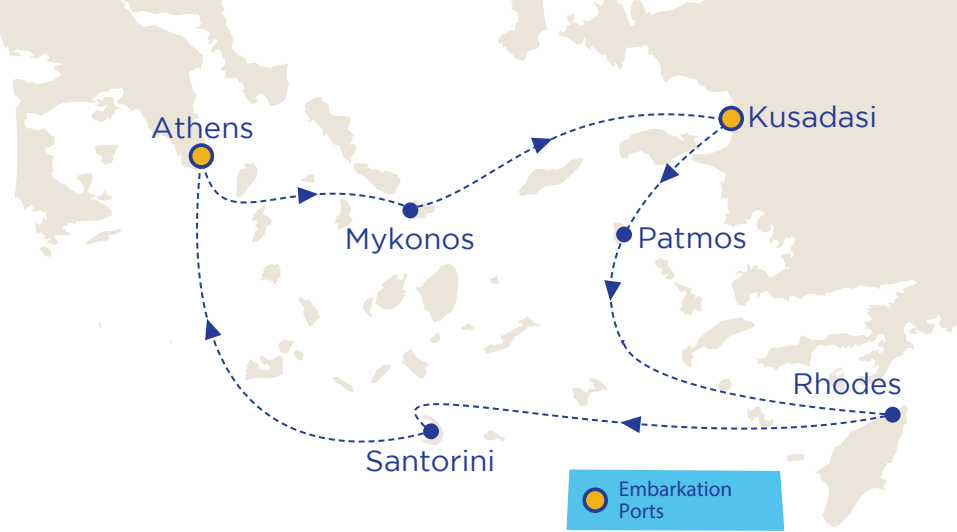 Athens
Kusadasi
Mykonos
Patmos
Rhodes
Santorini
Embarkation
Ports